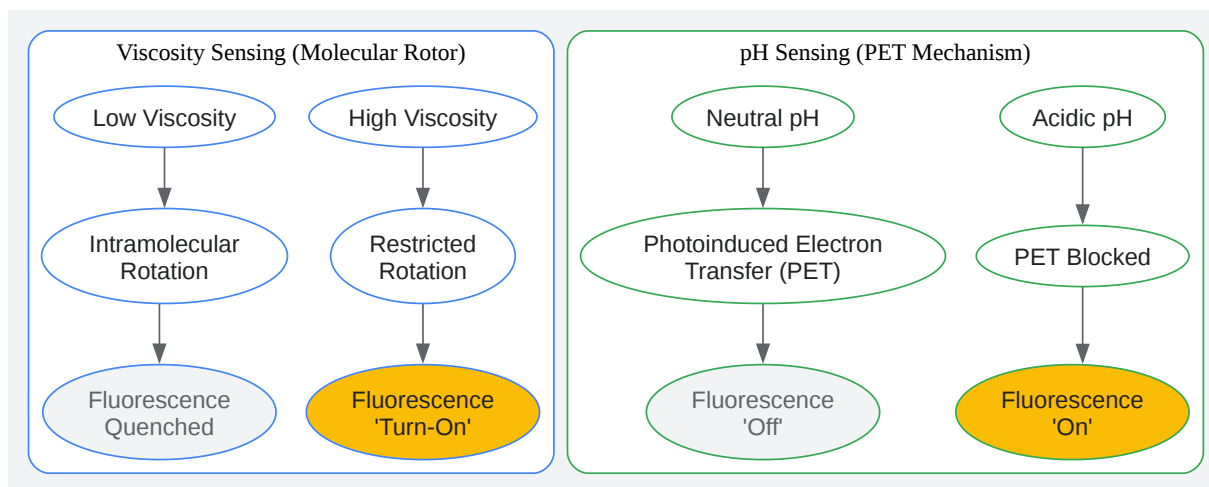 Viscosity Sensing (Molecular Rotor)
Low Viscosity
High Viscosity
Intramolecular
Rotation
Restricted
Rotation
Fluorescence
Quenched
Fluorescence
'Turn-On'
pH Sensing (PET Mechanism)
Neutral pH
Acidic pH
Photoinduced Electron
Transfer (PET)
PET Blocked
Fluorescence
'Off'
Fluorescence
'On'